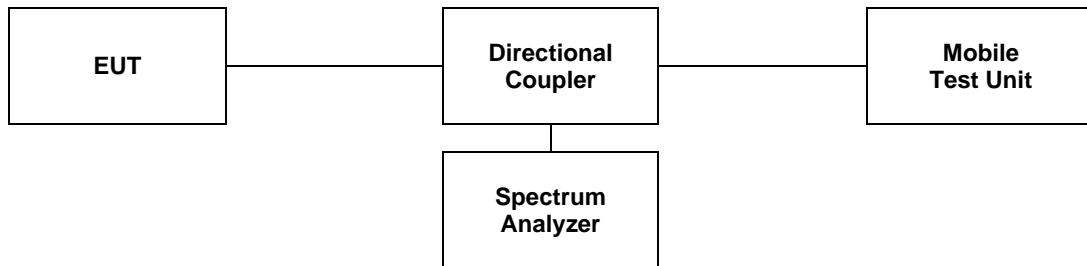 EUT
Directional
Coupler
Mobile
Test Unit
Spectrum
Analyzer